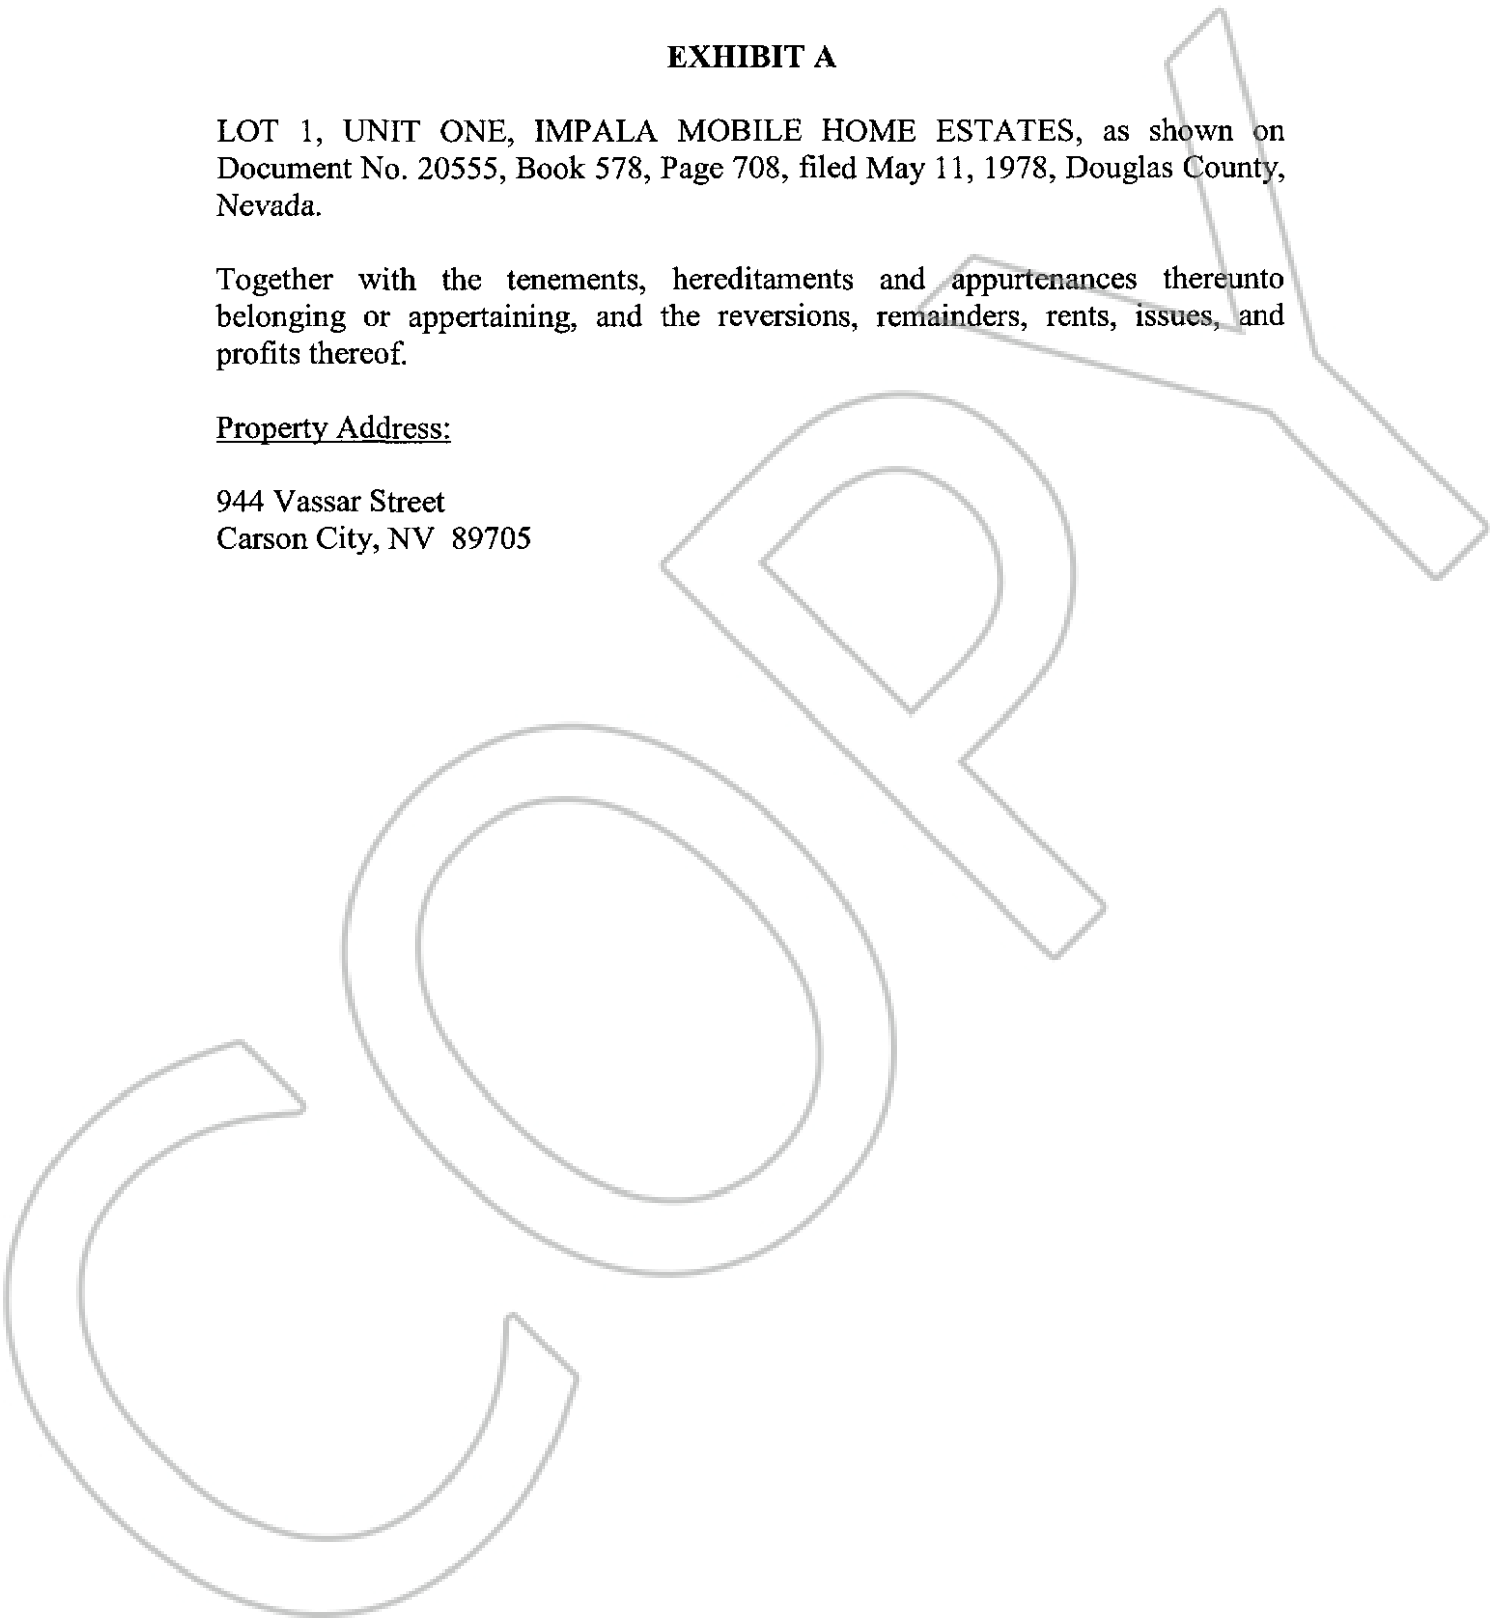 EXHIBIT A
LOT 1, UNIT ONE, IMPALA MOBILE HOME ESTATES, as shown on
Document No. 20555, Book 578, Page 708, filed May 11, 1978, Douglas County,
Nevada.
Together with the tenements, hereditaments and appurtenances thereunto
belonging or appertaining, and the reversions, remainders, rents, issues, and
profits thereof.
Property Address:
944 Vassar Street
Carson City, NV 89705
COPY